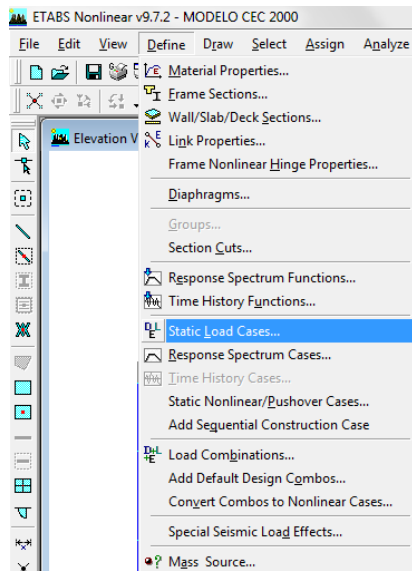 ETABS Nonlinear v9.7.2 - MODELO CEC 2000
File Edit View Define Draw Select Assign Analyze
Elevation V
Material Properties...
Frame Sections...
Wall/Slab/Deck Sections...
Link Properties...
Frame Nonlinear Hinge Properties...
Diaphragms...
Groups...
Section Cuts...
Response Spectrum Functions...
Time History Functions...
Static Load Cases...
Response Spectrum Cases...
Time History Cases...
Static Nonlinear/Pushover Cases...
Add Sequential Construction Case
Load Combinations...
Add Default Design Combos...
Convert Combos to Nonlinear Cases...
Special Seismic Load Effects...
Mass Source...